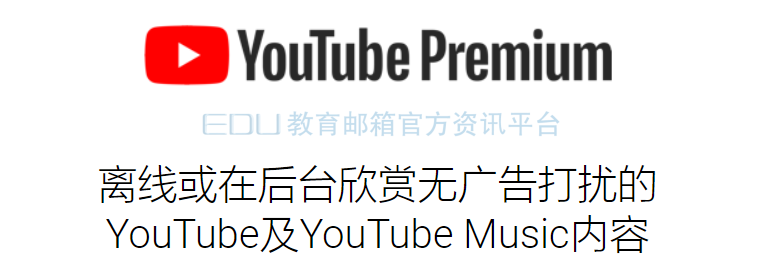 YouTube Premium
EDU 教育邮箱官方资讯平台
离线或在后台欣赏无广告打扰的
YouTube及YouTube Music内容